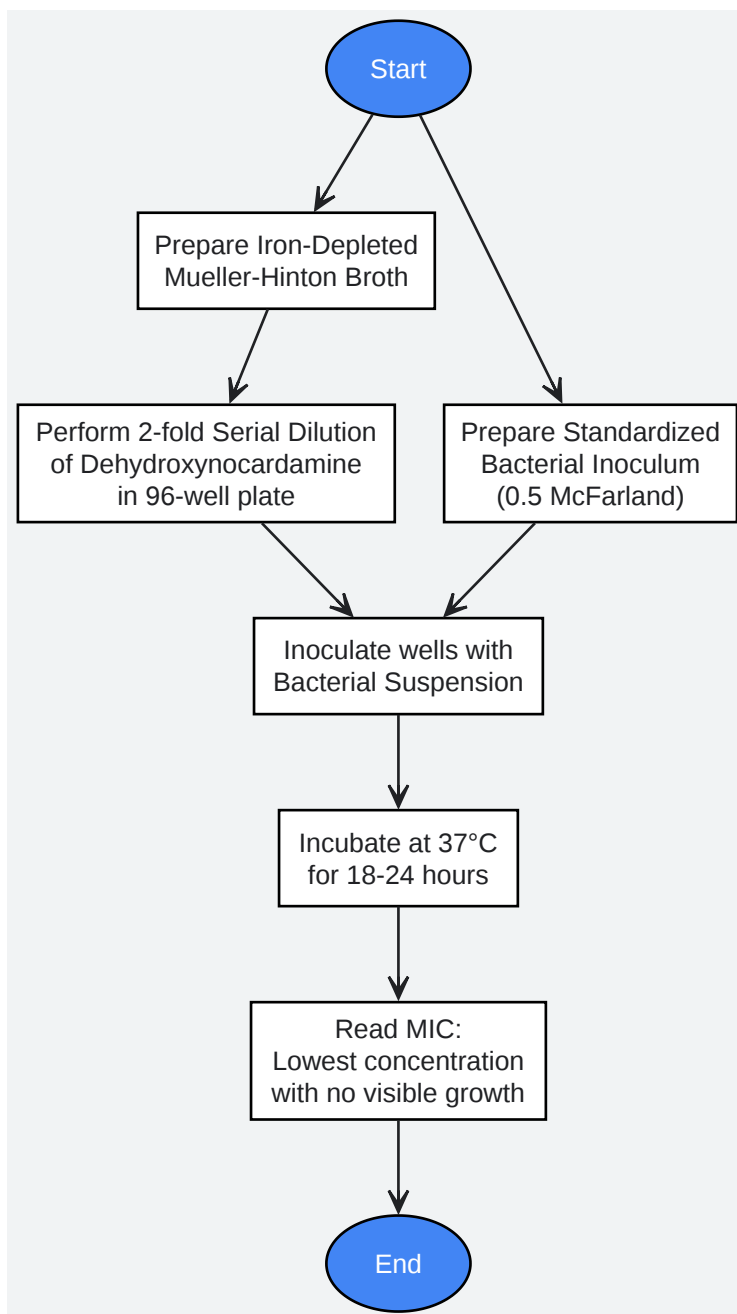 Start
Prepare Iron-Depleted
Mueller-Hinton Broth
Perform 2-fold Serial Dilution
of Dehydroxynocardamine
in 96-well plate
Prepare Standardized
Bacterial Inoculum
(0.5 McFarland)
Inoculate wells with
Bacterial Suspension
Incubate at 37°C
for 18-24 hours
Read MIC:
Lowest concentration
with no visible growth
End